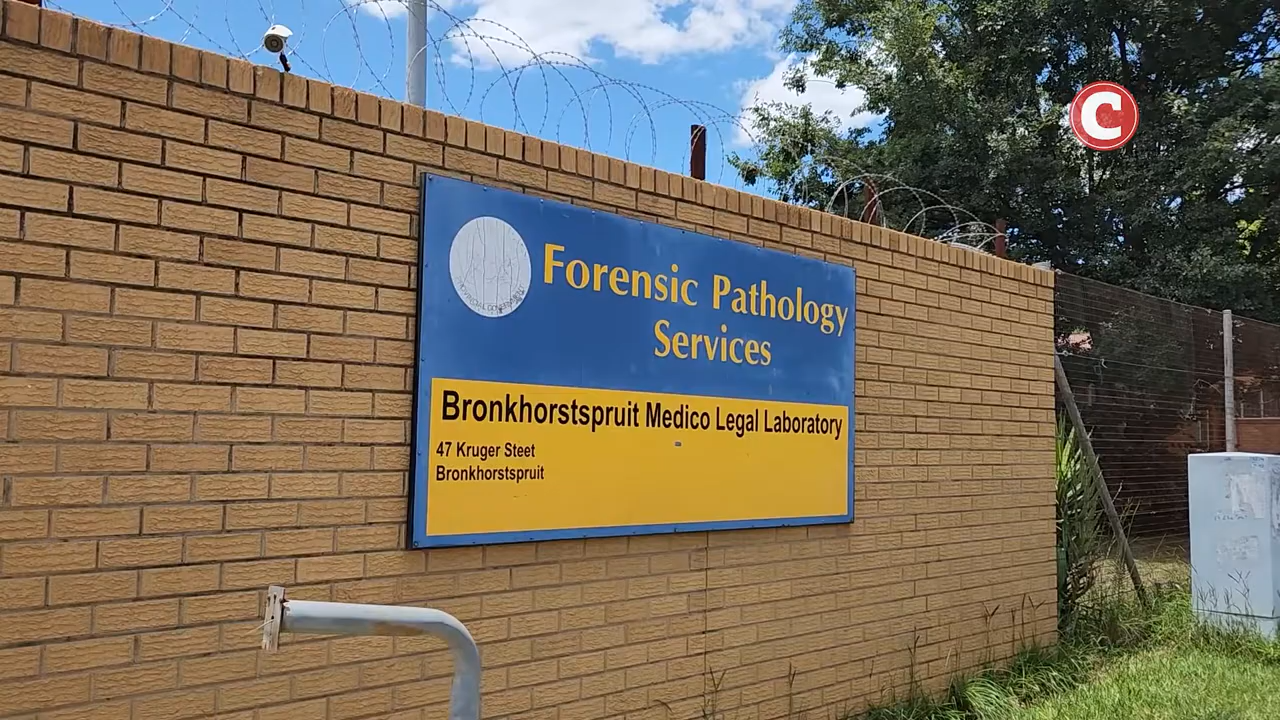 C
Forensic Pathology
Services
Bronkhorstspruit Medico Legal Laboratory
47 Kruger Steet
Bronkhorstspruit